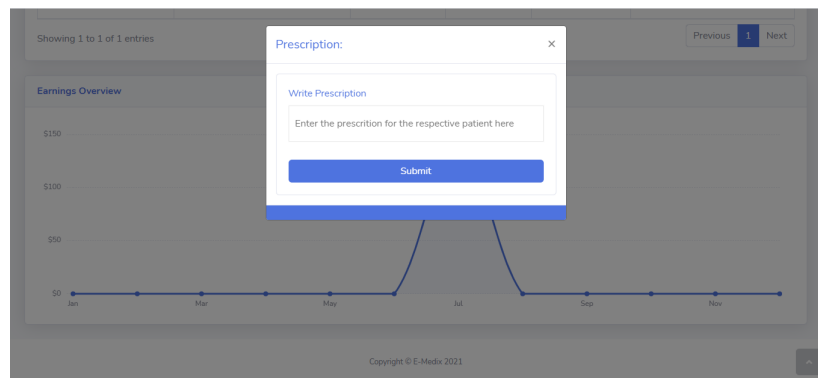 Showing 1 to 1 of 1 entries
Previous 1 Next
Prescription:
×
Write Prescription
Enter the prescrition for the respective patient here
Submit
Earnings Overview
$150
$100
$50
$0
Jan Mar May Jul Sep Nov
Copyright © E-Medix 2021